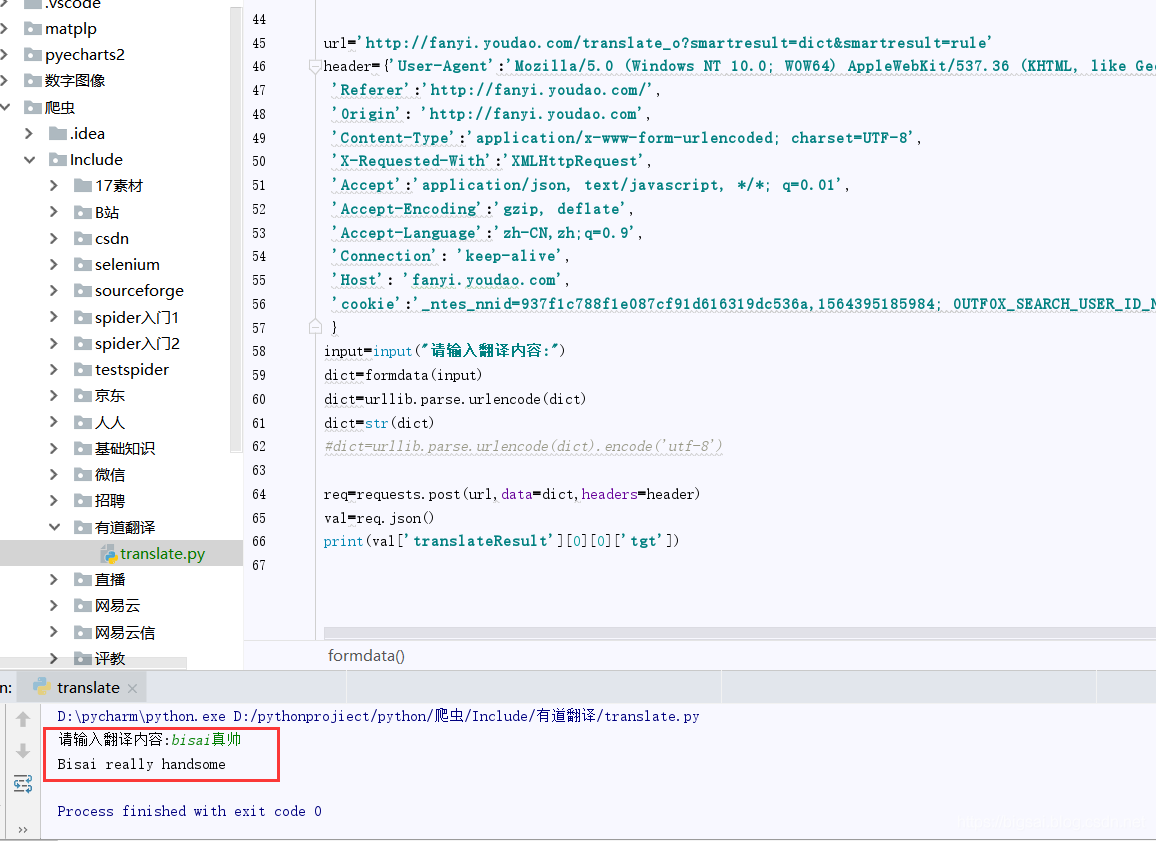 .vscode
matplp
pyecharts2
数字图像
爬虫
.idea
Include
17素材
B站
csdn
selenium
sourceforge
spider入门1
spider入门2
testspider
京东
人人
基础知识
微信
招聘
有道翻译
translate.py
直播
网易云
网易云信
评教
44
45 url='http://fanyi.youdao.com/translate_o?smartresult=dict&smartresult=rule'
46 header={'User-Agent':'Mozilla/5.0 (Windows NT 10.0; WOW64) AppleWebKit/537.36 (KHTML, like Gec
47 'Referer':'http://fanyi.youdao.com/',
48 'Origin': 'http://fanyi.youdao.com',
49 'Content-Type':'application/x-www-form-urlencoded; charset=UTF-8',
50 'X-Requested-With':'XMLHttpRequest',
51 'Accept':'application/json, text/javascript, */*; q=0.01',
52 'Accept-Encoding':'gzip, deflate',
53 'Accept-Language':'zh-CN,zh;q=0.9',
54 'Connection': 'keep-alive',
55 'Host': 'fanyi.youdao.com',
56 'cookie':'_ntes_nnid=937f1c788f1e087cf91d616319dc536a,1564395185984; OUTFOX_SEARCH_USER_ID_N
57 }
58 input=input("请输入翻译内容:")
59 dict=formdata(input)
60 dict=urllib.parse.urlencode(dict)
61 dict=str(dict)
62 #dict=urllib.parse.urlencode(dict).encode('utf-8')
63
64 req=requests.post(url,data=dict,headers=header)
65 val=req.json()
66 print(val['translateResult'][0][0]['tgt'])
67
formdata()
n: translate ×
D:\pycharm\python.exe D:/pythonprojiect/python/爬虫/Include/有道翻译/translate.py
请输入翻译内容:bisai真帅
Bisai really handsome
Process finished with exit code 0